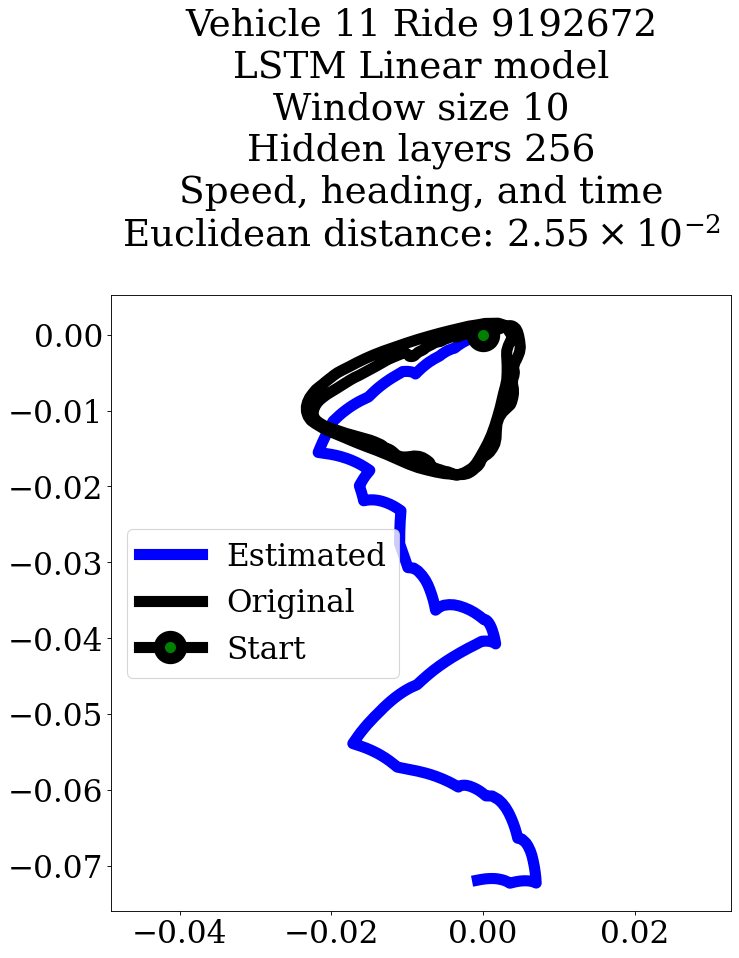 Vehicle 11 Ride 9192672
LSTM Linear model
Window size 10
Hidden layers 256
Speed, heading, and time
Euclidean distance: 2.55 × 10⁻²
0.00
−0.01
−0.02
−0.03
−0.04
−0.05
−0.06
−0.07
Estimated
Original
Start
−0.04
−0.02
0.00
0.02